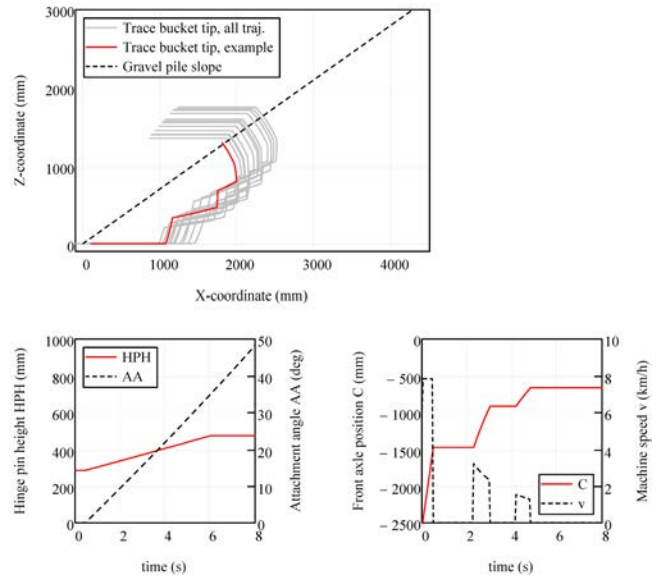 3000
2000
1000
0
Z-coordinate (mm)
Trace bucket tip, all traj.
Trace bucket tip, example
Gravel pile slope
0 1000 2000 3000 4000
X-coordinate (mm)
1000
800
600
400
200
0
Hinge pin height HPH (mm)
HPH
AA
50
40
30
20
10
0
Attachment angle AA (deg)
0 2 4 6 8
time (s)
0
−500
−1000
−1500
−2000
−2500
Front axle position C (mm)
10
8
6
4
2
0
Machine speed v (km/h)
C
v
0 2 4 6 8
time (s)